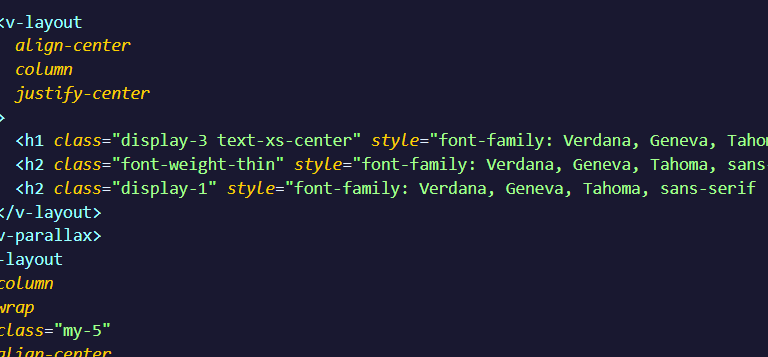 <v-layout
align-center
column
justify-center
>
<h1 class="display-3 text-xs-center" style="font-family: Verdana, Geneva, Taho
<h2 class="font-weight-thin" style="font-family: Verdana, Geneva, Tahoma, sans-
<h2 class="display-1" style="font-family: Verdana, Geneva, Tahoma, sans-serif
</v-layout>
v-parallax>
-layout
column
wrap
class="my-5"
align-center